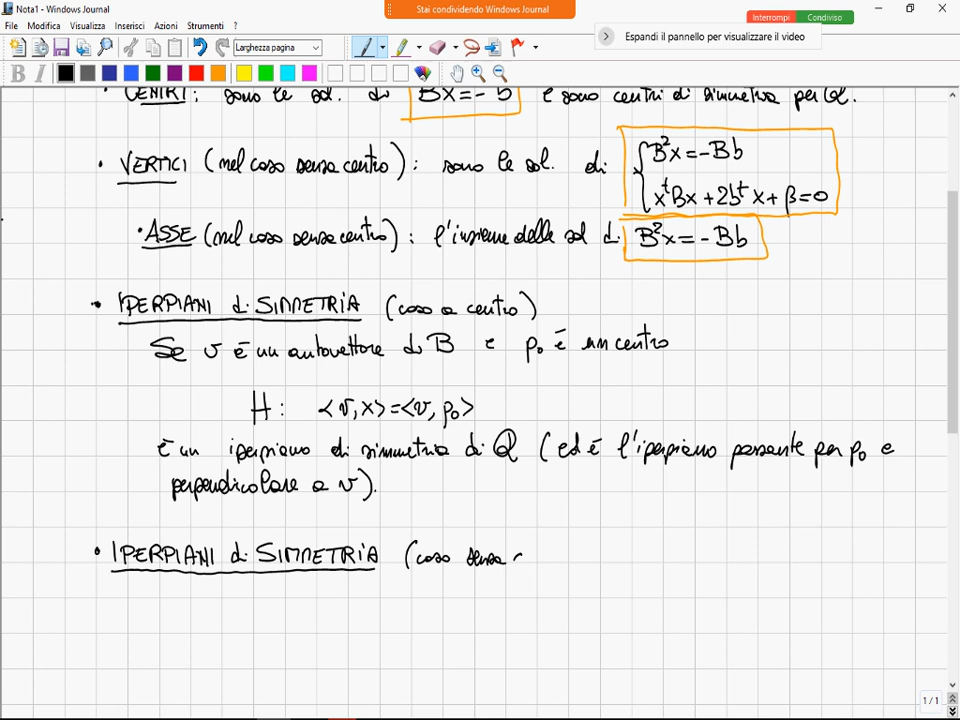 Nota1 - Windows Journal
Stai condividendo Windows Journal
Interrompi
Condiviso
File Modifica Visualizza Inserisci Azioni Strumenti ?
Espandi il pannello per visualizzare il video
Larghezza pagina
B I
• CENTRI: sono le sol. di Bx=-b e sono centri di simmetria per Q.
• VERTICI (nel caso senza centro): sono le sol. di {B²x=-Bb
xᵗBx+2bᵗx+β=0
• ASSE (nel caso senza centro): l'insieme delle sol di B²x=-Bb
• IPERPIANI di SIMMETRIA (caso a centro)
Se v è un autovettore di B e p₀ è un centro
H: <v,x>=<v,p₀>
è un iperpiano di simmetria di Q (ed è l'iperpiano passante per p₀ e
perpendicolare a v).
• IPERPIANI di SIMMETRIA (caso senza
1 / 1